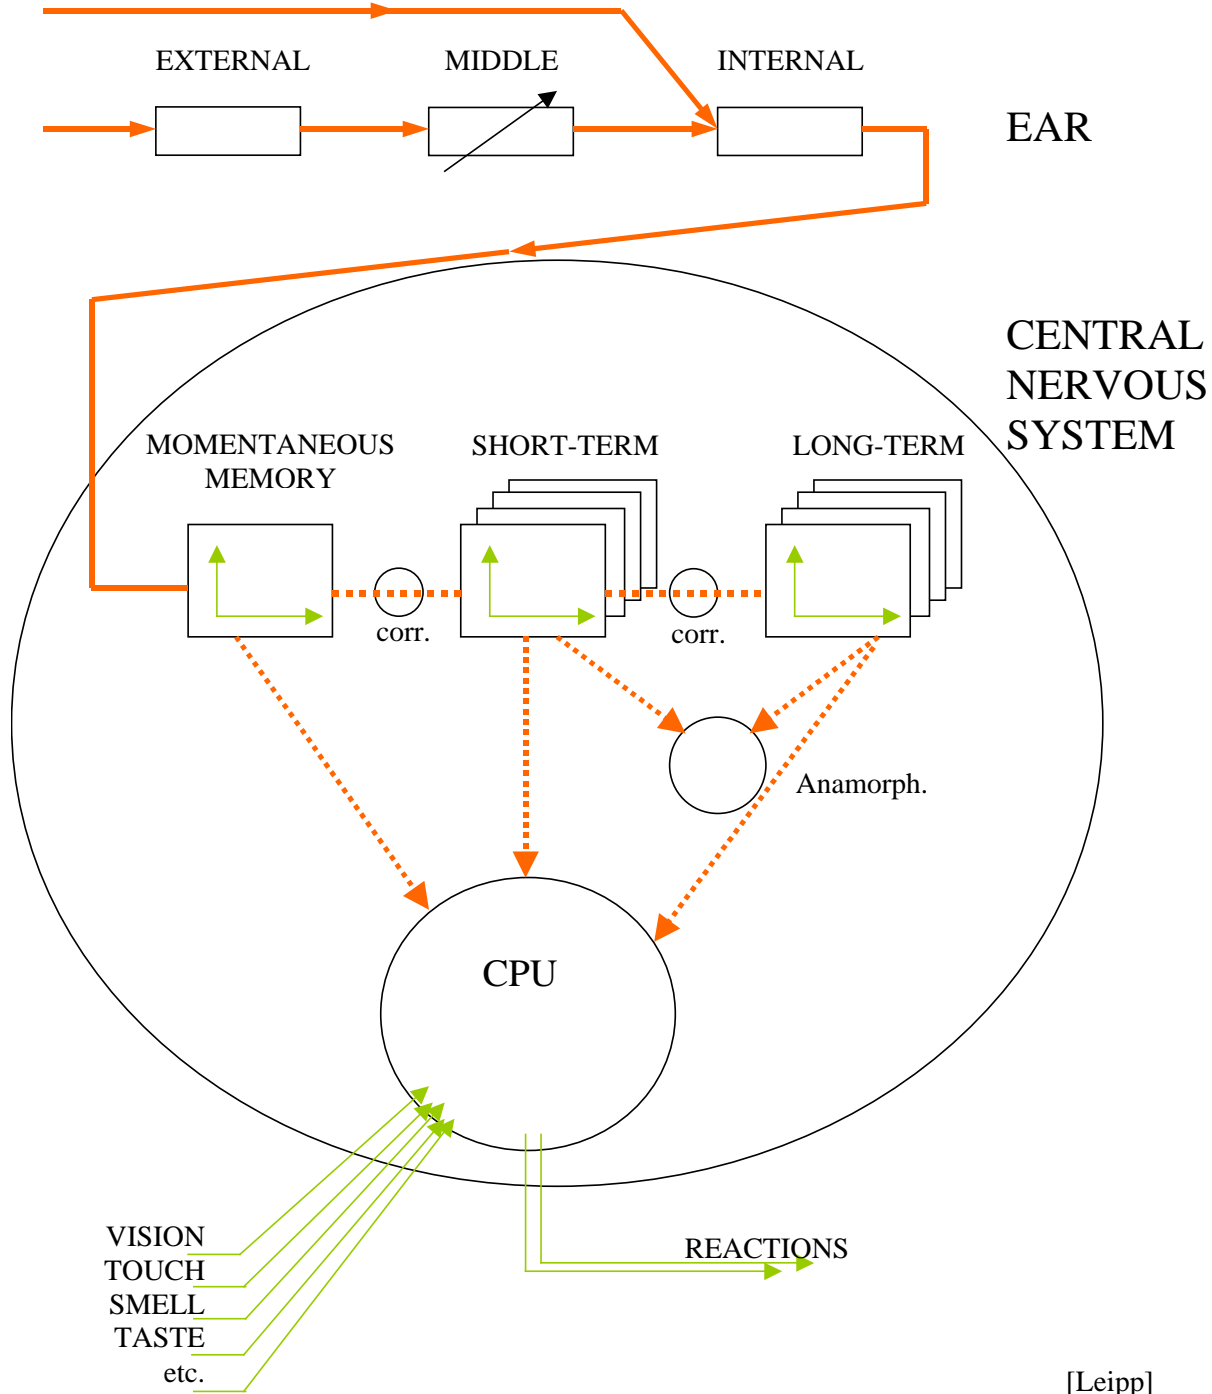 EXTERNAL
MIDDLE
INTERNAL
EAR
CENTRAL
NERVOUS
SYSTEM
MOMENTANEOUS
MEMORY
SHORT-TERM
LONG-TERM
corr.
corr.
Anamorph.
CPU
VISION
TOUCH
SMELL
TASTE
etc.
REACTIONS
[Leipp]